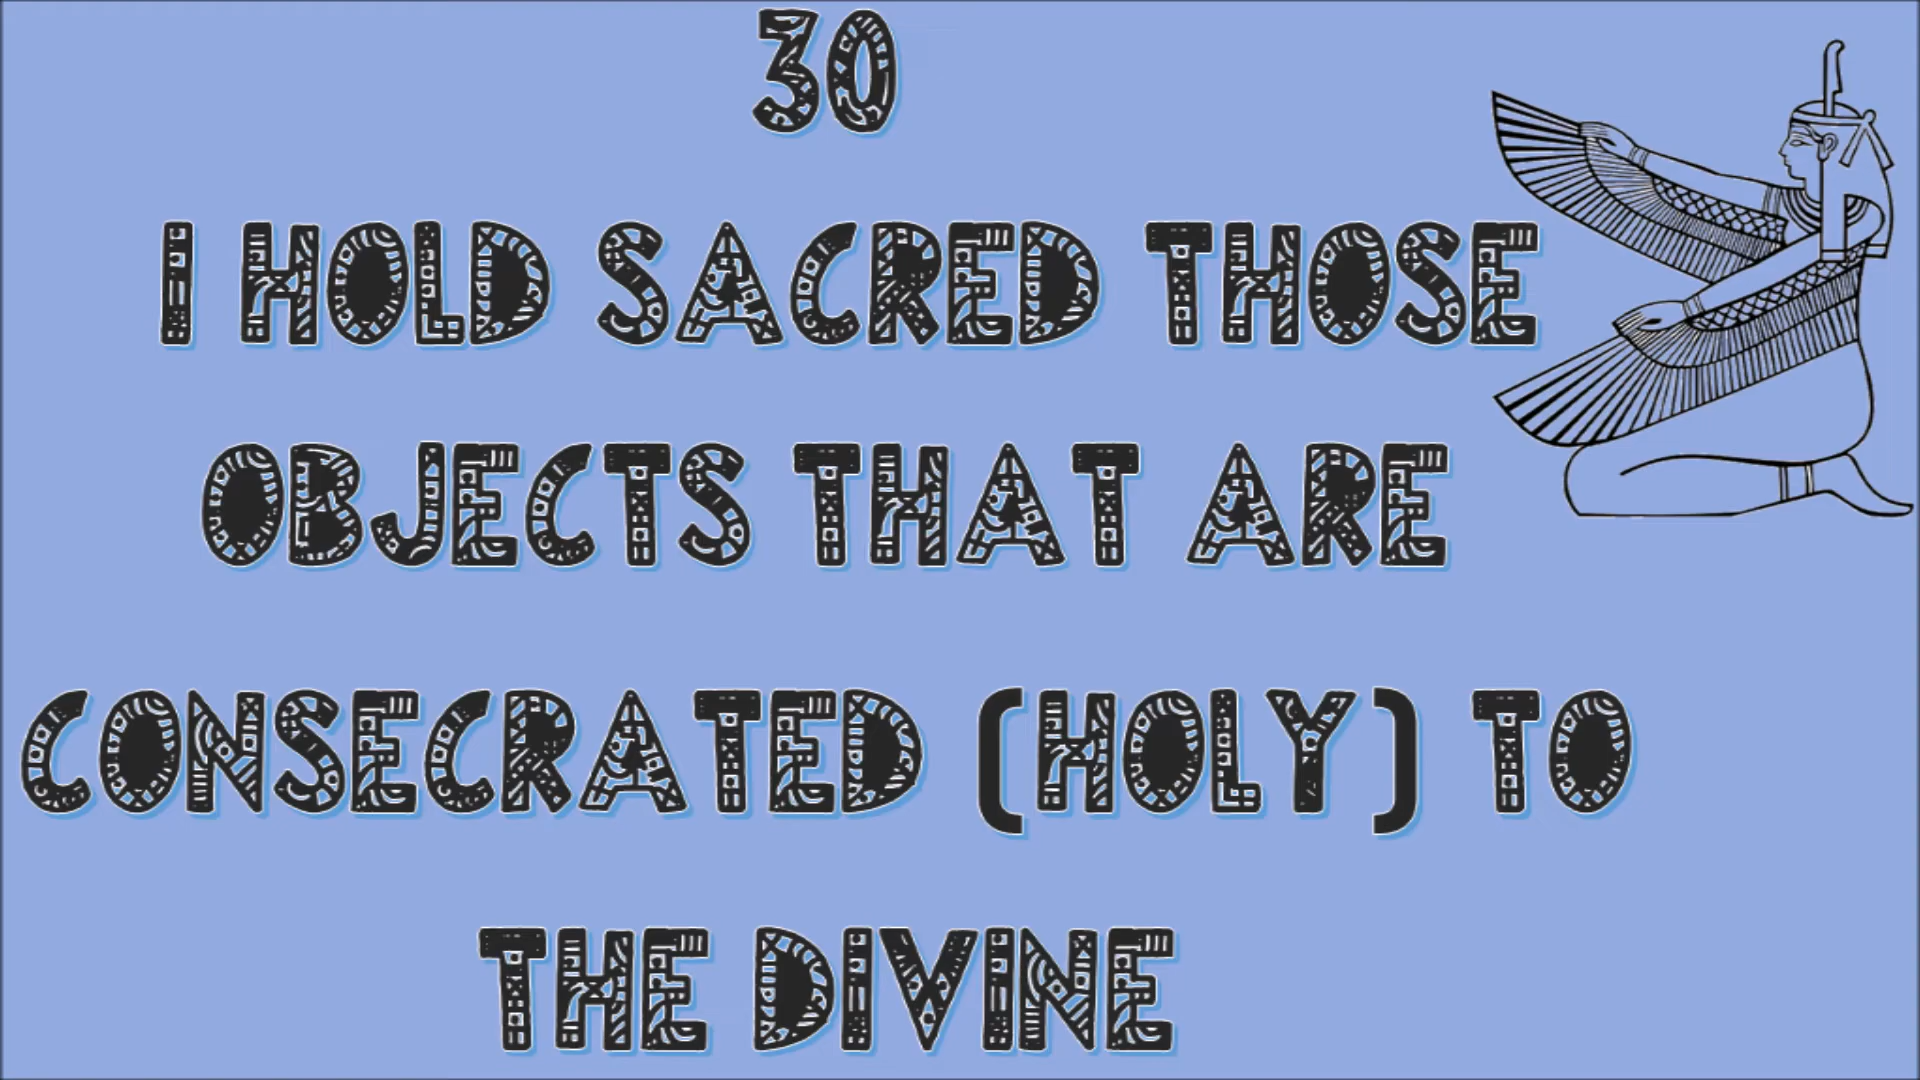 30
I HOLD SACRED THOSE
OBJECTS THAT ARE
CONSECRATED (HOLY) TO
THE DIVINE